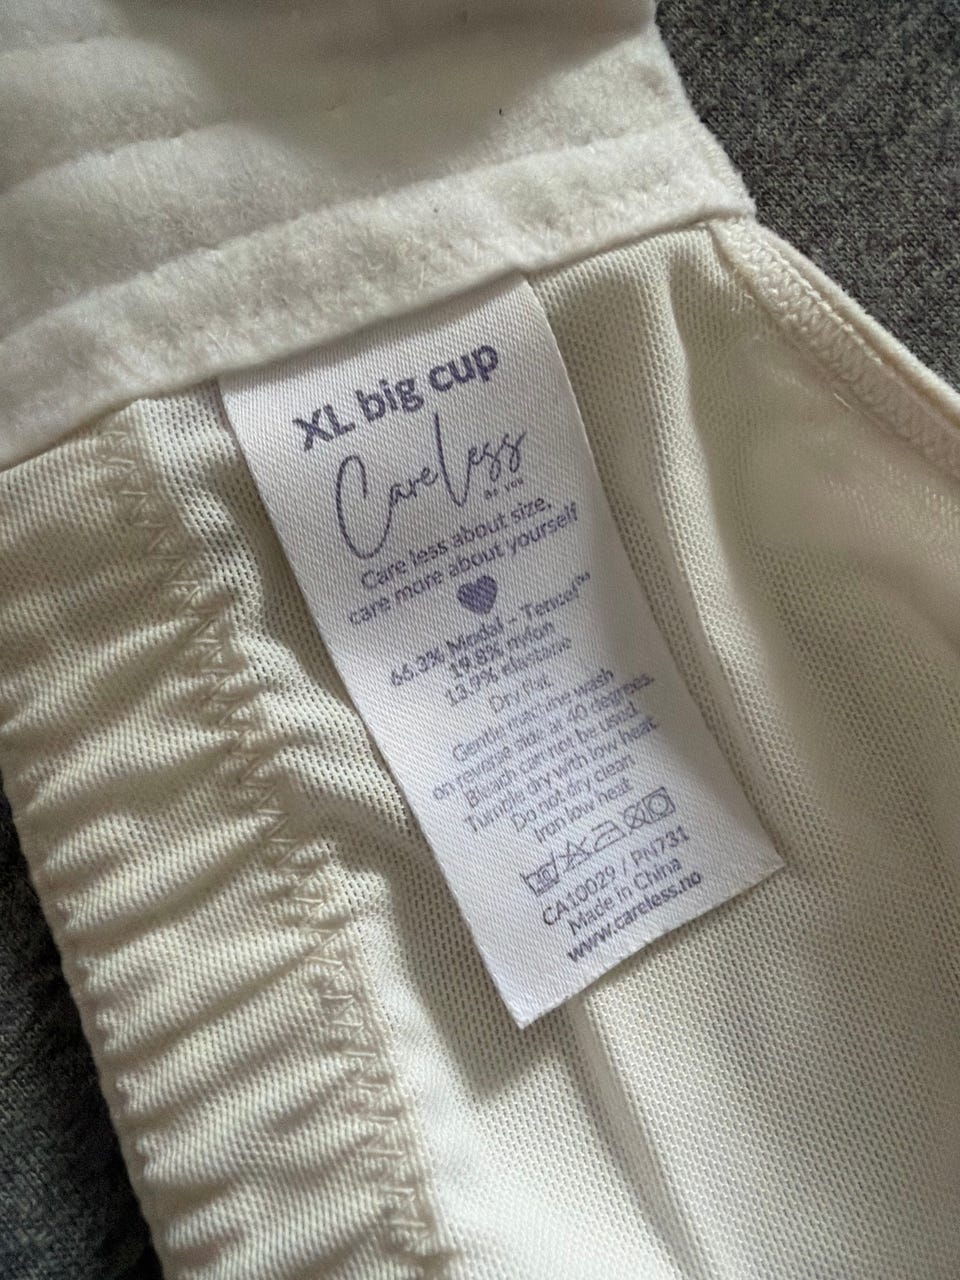 XL big cup
CareLess
Care less about size,
care more about yourself
66.3% Modal - Tencel™
19.8% nylon
13.7% elastane
Dry flat
Gentle machine wash
on reverse side at 40 degrees.
Bleach can not be used.
Tumble dry with low heat
Do not dry clean
Iron low heat
40
CA10029 / PN731
Made in China
www.careless.no